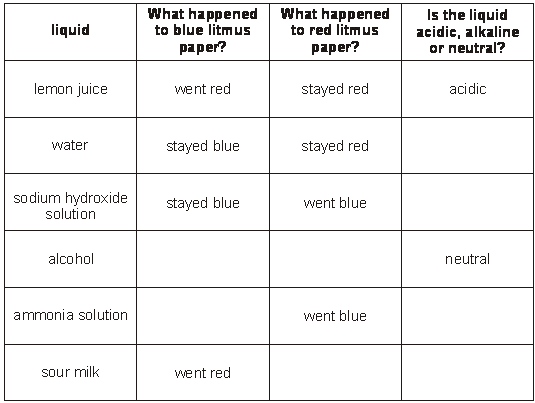 liquid
What happened
to blue litmus
paper?
What happened
to red litmus
paper?
Is the liquid
acidic, alkaline
or neutral?
lemon juice
went red
stayed red
acidic
water
stayed blue
stayed red
sodium hydroxide
solution
stayed blue
went blue
alcohol
neutral
ammonia solution
went blue
sour milk
went red